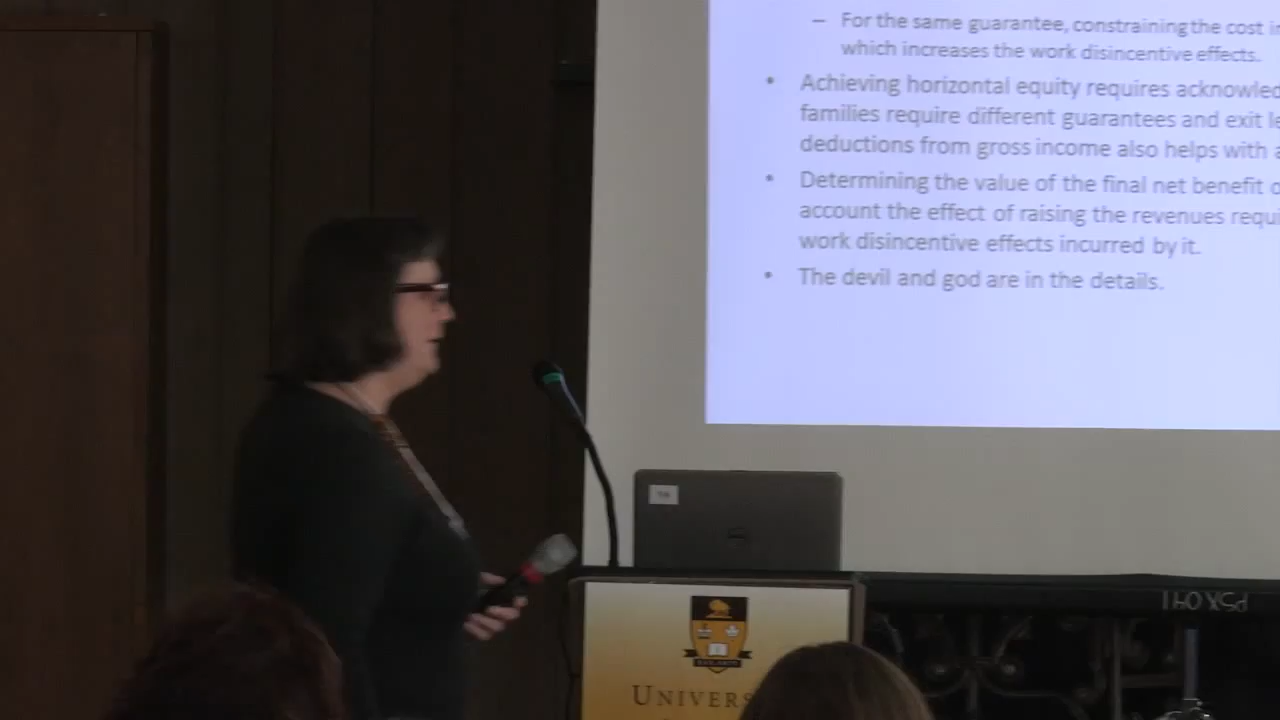 – For the same guarantee, constraining the cost
which increases the work disincentive effects.
• Achieving horizontal equity requires
families require different guarantees and exit
deductions from gross income also helps with
• Determining the value of the final net benefit
account the effect of raising the revenues
work disincentive effects incurred by it.
• The devil and god are in the details.
UNIVERS